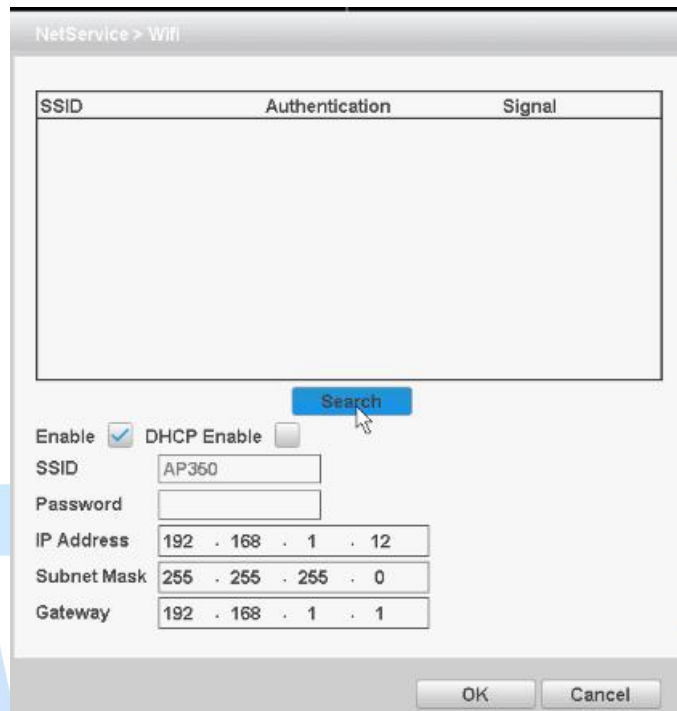 NetService > Wifi
SSID Authentication Signal
Search
Enable DHCP Enable
SSID AP350
Password
IP Address 192 . 168 . 1 . 12
Subnet Mask 255 . 255 . 255 . 0
Gateway 192 . 168 . 1 . 1
OK Cancel